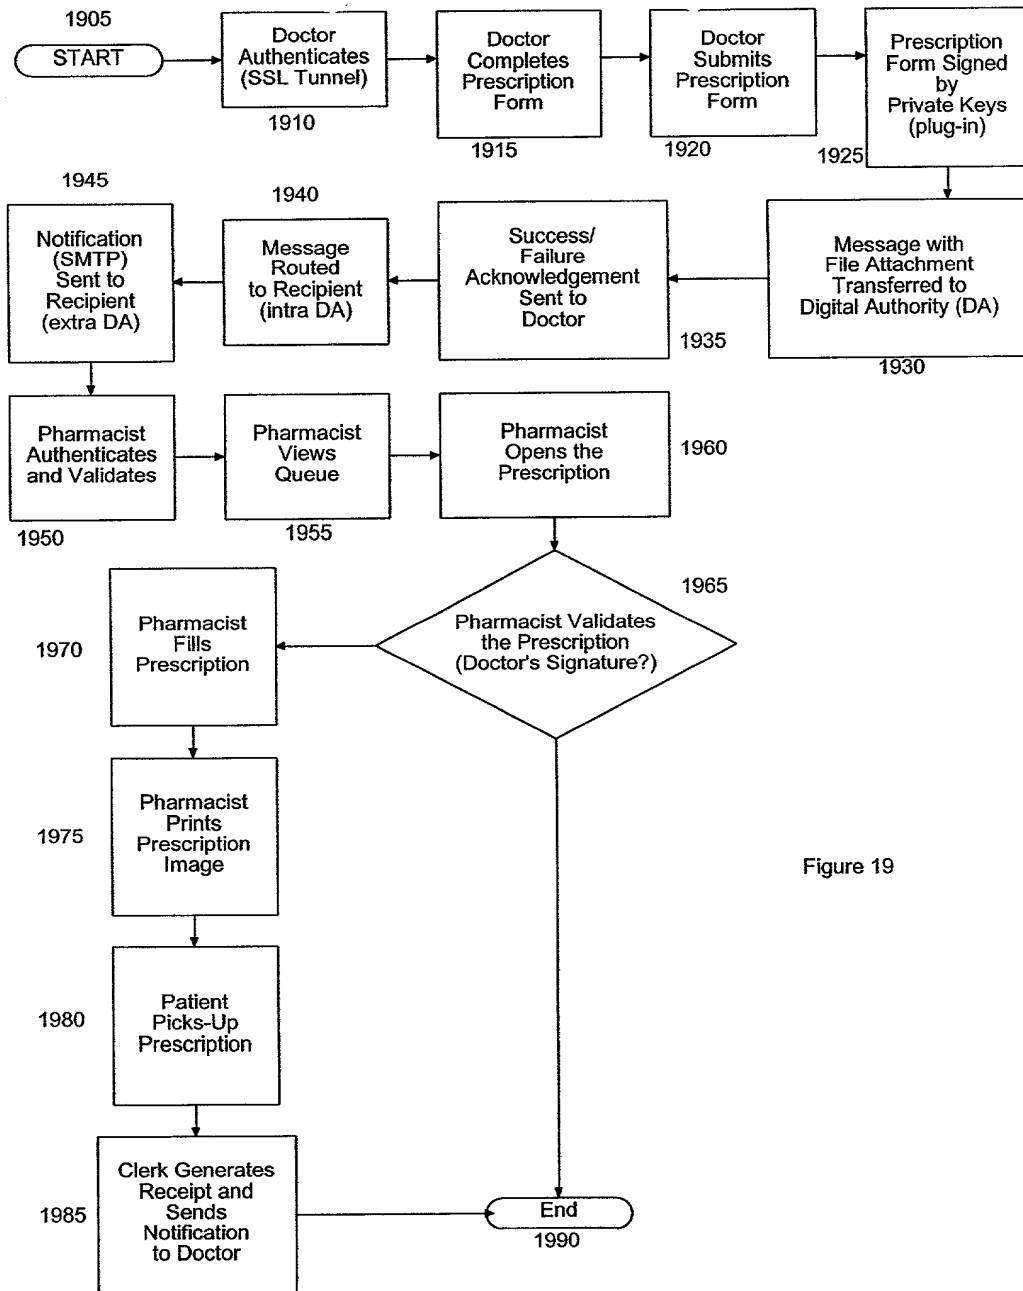 1905
START
Doctor
Authenticates
(SSL Tunnel)
1910
Doctor
Completes
Prescription
Form
1915
Doctor
Submits
Prescription
Form
1920
Prescription
Form Signed
by
Private Keys
(plug-in)
1925
Message with
File Attachment
Transferred to
Digital Authority (DA)
1930
Success/
Failure
Acknowledgement
Sent to
Doctor
1935
1940
Message
Routed
to Recipient
(intra DA)
1945
Notification
(SMTP)
Sent to
Recipient
(extra DA)
Pharmacist
Authenticates
and Validates
1950
Pharmacist
Views
Queue
1955
Pharmacist
Opens the
Prescription
1960
1965
Pharmacist Validates
the Prescription
(Doctor's Signature?)
1970
Pharmacist
Fills
Prescription
1975
Pharmacist
Prints
Prescription
Image
1980
Patient
Picks-Up
Prescription
1985
Clerk Generates
Receipt and
Sends
Notification
to Doctor
End
1990
Figure 19